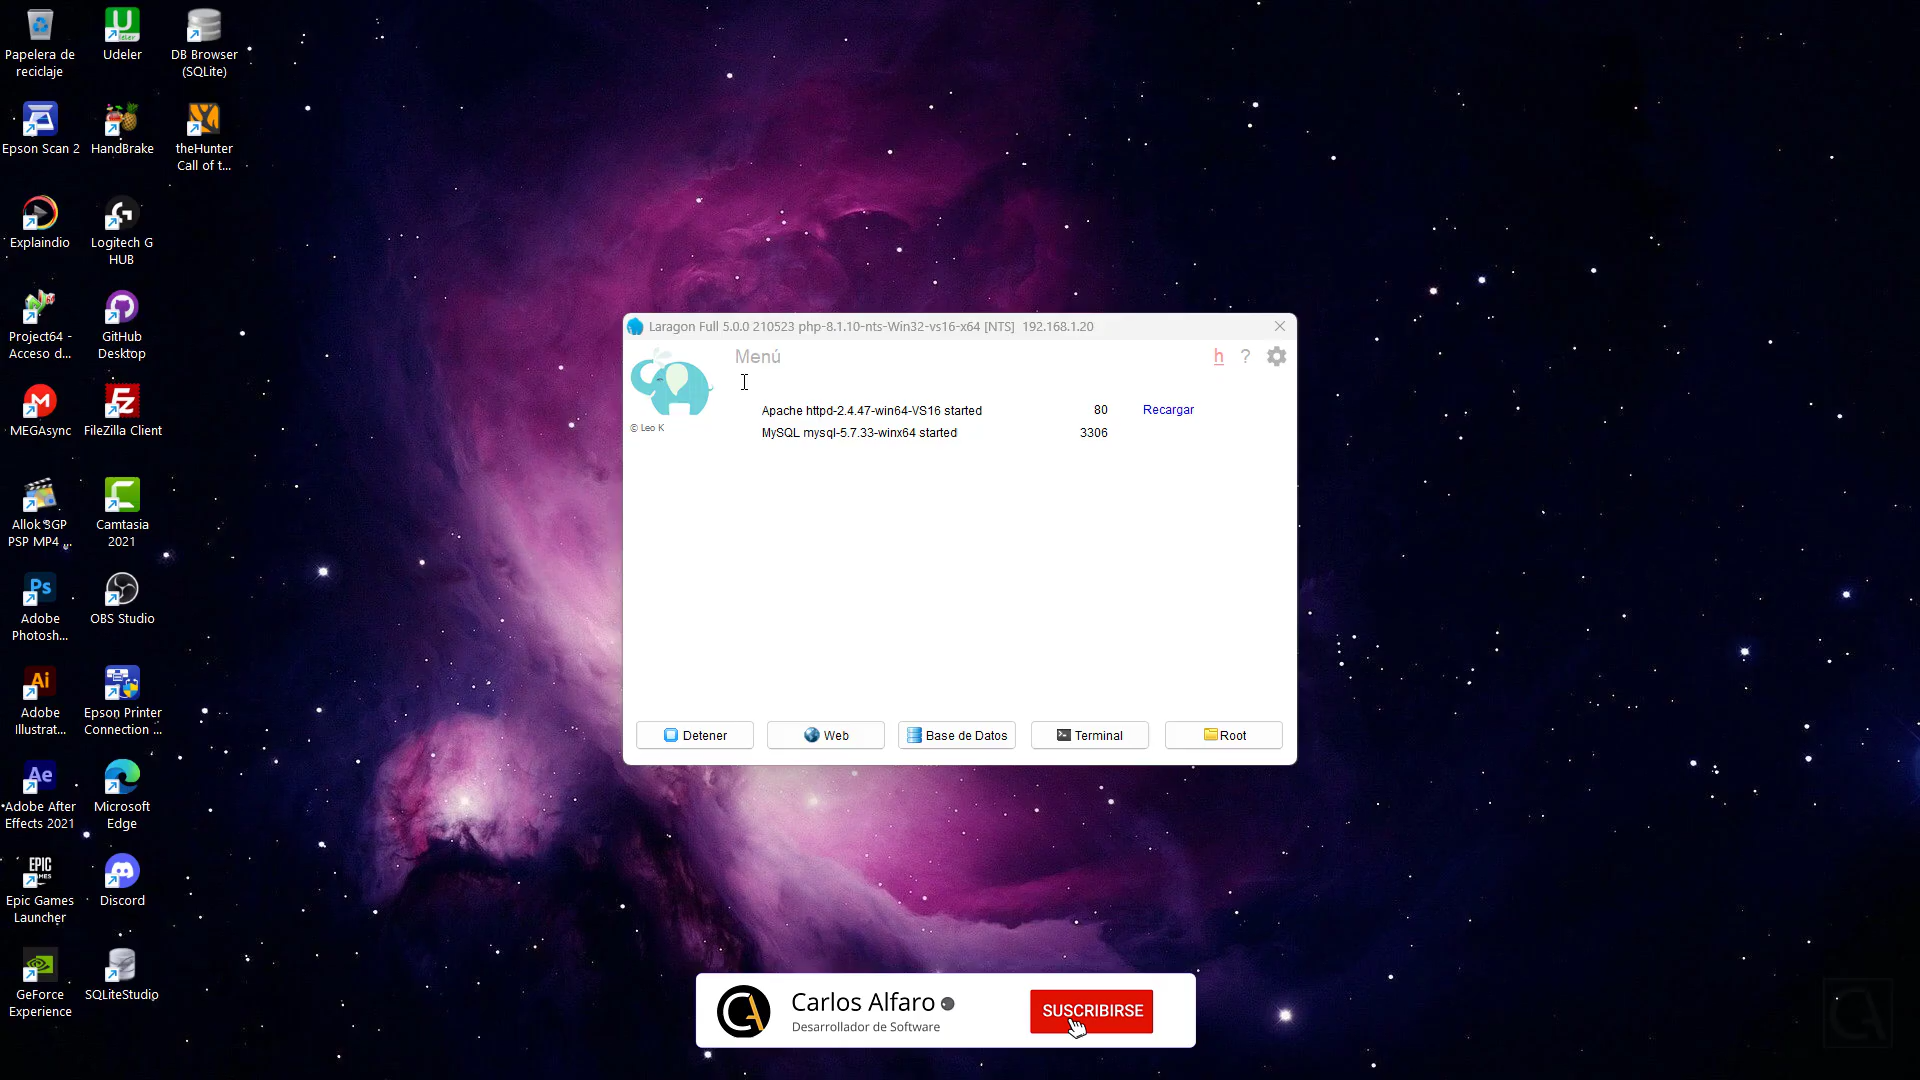 Papelera de
reciclaje
Udeler
DB Browser
(SQLite)
Epson Scan 2
HandBrake
theHunter
Call of t...
Explaindio
Logitech G
HUB
Project64 -
Acceso d...
GitHub
Desktop
MEGAsync
FileZilla Client
Allok 3GP
PSP MP4 ...
Camtasia
2021
Ps
Adobe
Photosh...
OBS Studio
Ai
Adobe
Illustrat...
Epson Printer
Connection ...
Ae
Adobe After
Effects 2021
Microsoft
Edge
EPIC
GAMES
Epic Games
Launcher
Discord
GeForce
Experience
SQLiteStudio
Laragon Full 5.0.0 210523 php-8.1.10-nts-Win32-vs16-x64 [NTS] 192.168.1.20
Menú
h ?
Apache httpd-2.4.47-win64-VS16 started 80 Recargar
MySQL mysql-5.7.33-winx64 started 3306
© Leo K
Detener Web Base de Datos Terminal Root
Carlos Alfaro
Desarrollador de Software
SUSCRIBIRSE